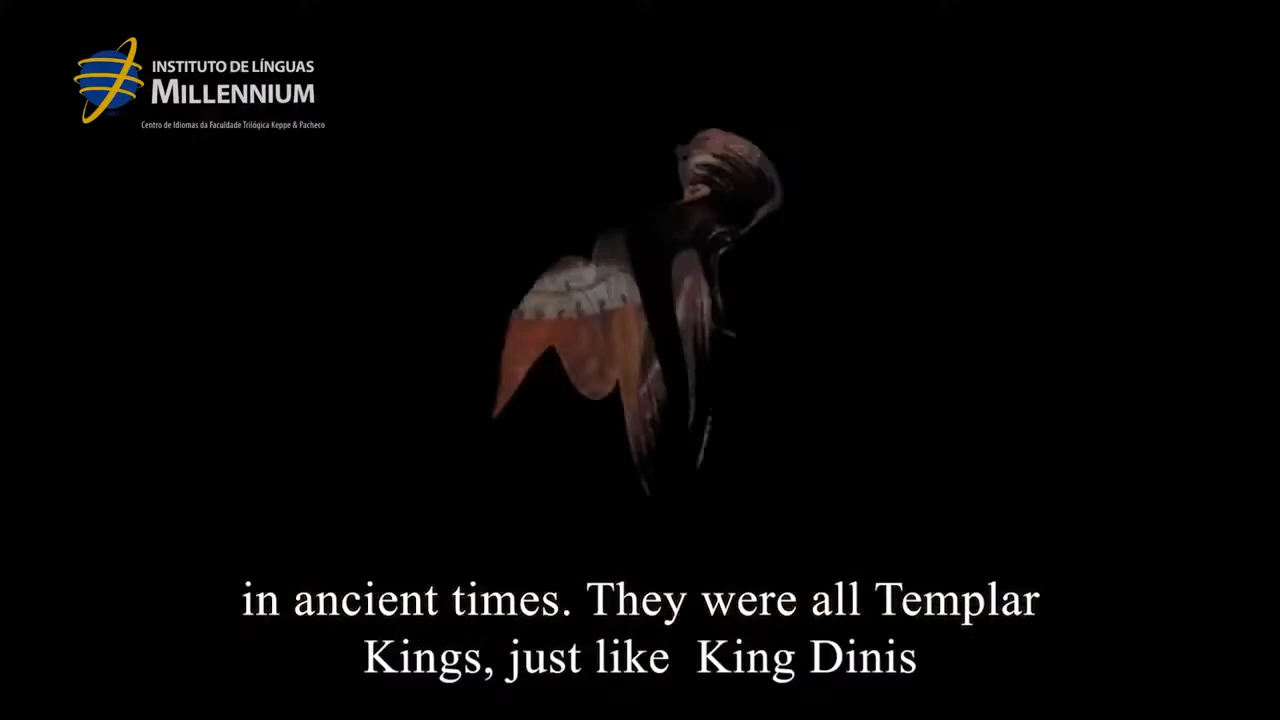 INSTITUTO DE LÍNGUAS
MILLENNIUM
Centro de Idiomas da Faculdade Trilógica Keppe & Pacheco
in ancient times. They were all Templar
Kings, just like King Dinis